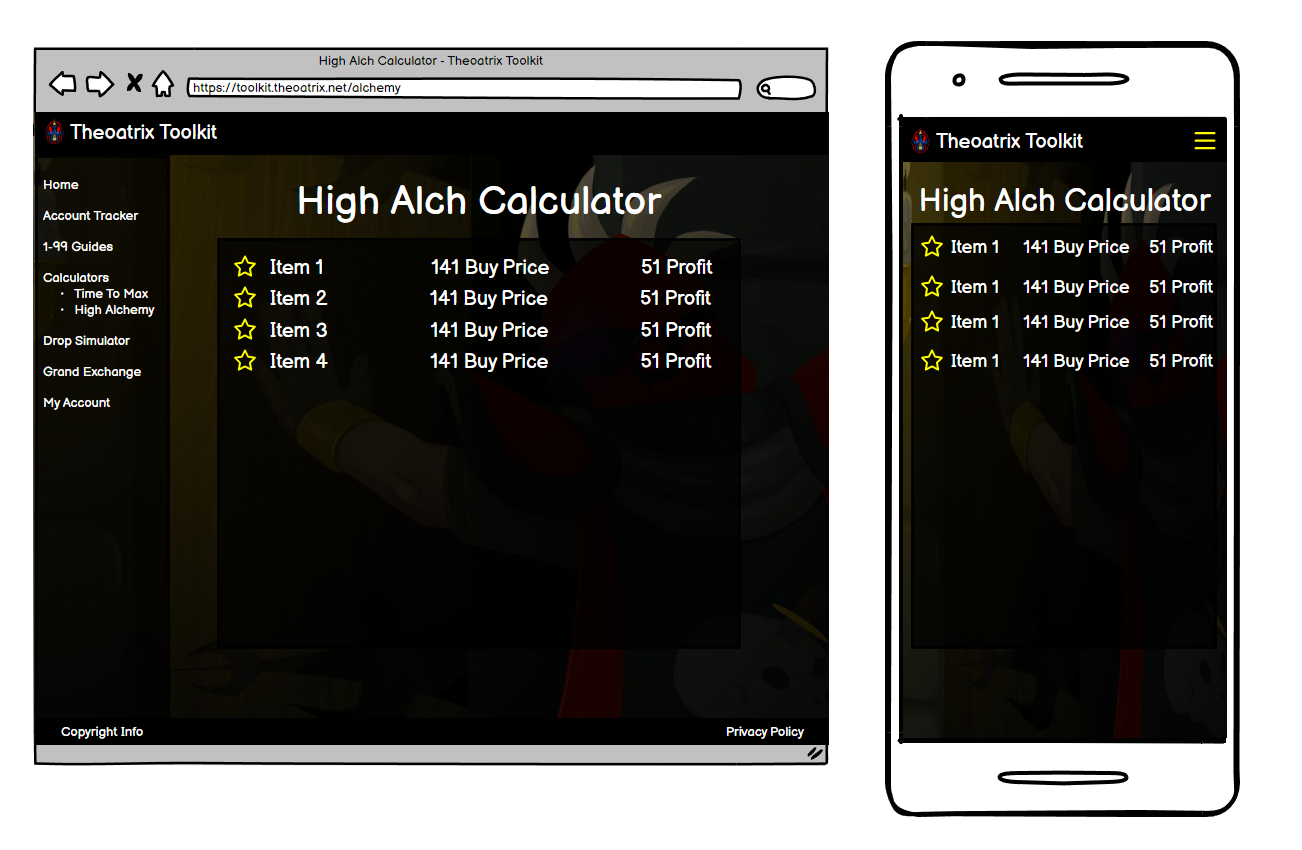 High Alch Calculator - Theoatrix Toolkit
https://toolkit.theoatrix.net/alchemy
Theoatrix Toolkit
Home
Account Tracker
1-99 Guides
Calculators
• Time To Max
• High Alchemy
Drop Simulator
Grand Exchange
My Account
High Alch Calculator
Item 1 141 Buy Price 51 Profit
Item 2 141 Buy Price 51 Profit
Item 3 141 Buy Price 51 Profit
Item 4 141 Buy Price 51 Profit
Copyright Info
Privacy Policy
Theoatrix Toolkit
High Alch Calculator
Item 1 141 Buy Price 51 Profit
Item 1 141 Buy Price 51 Profit
Item 1 141 Buy Price 51 Profit
Item 1 141 Buy Price 51 Profit